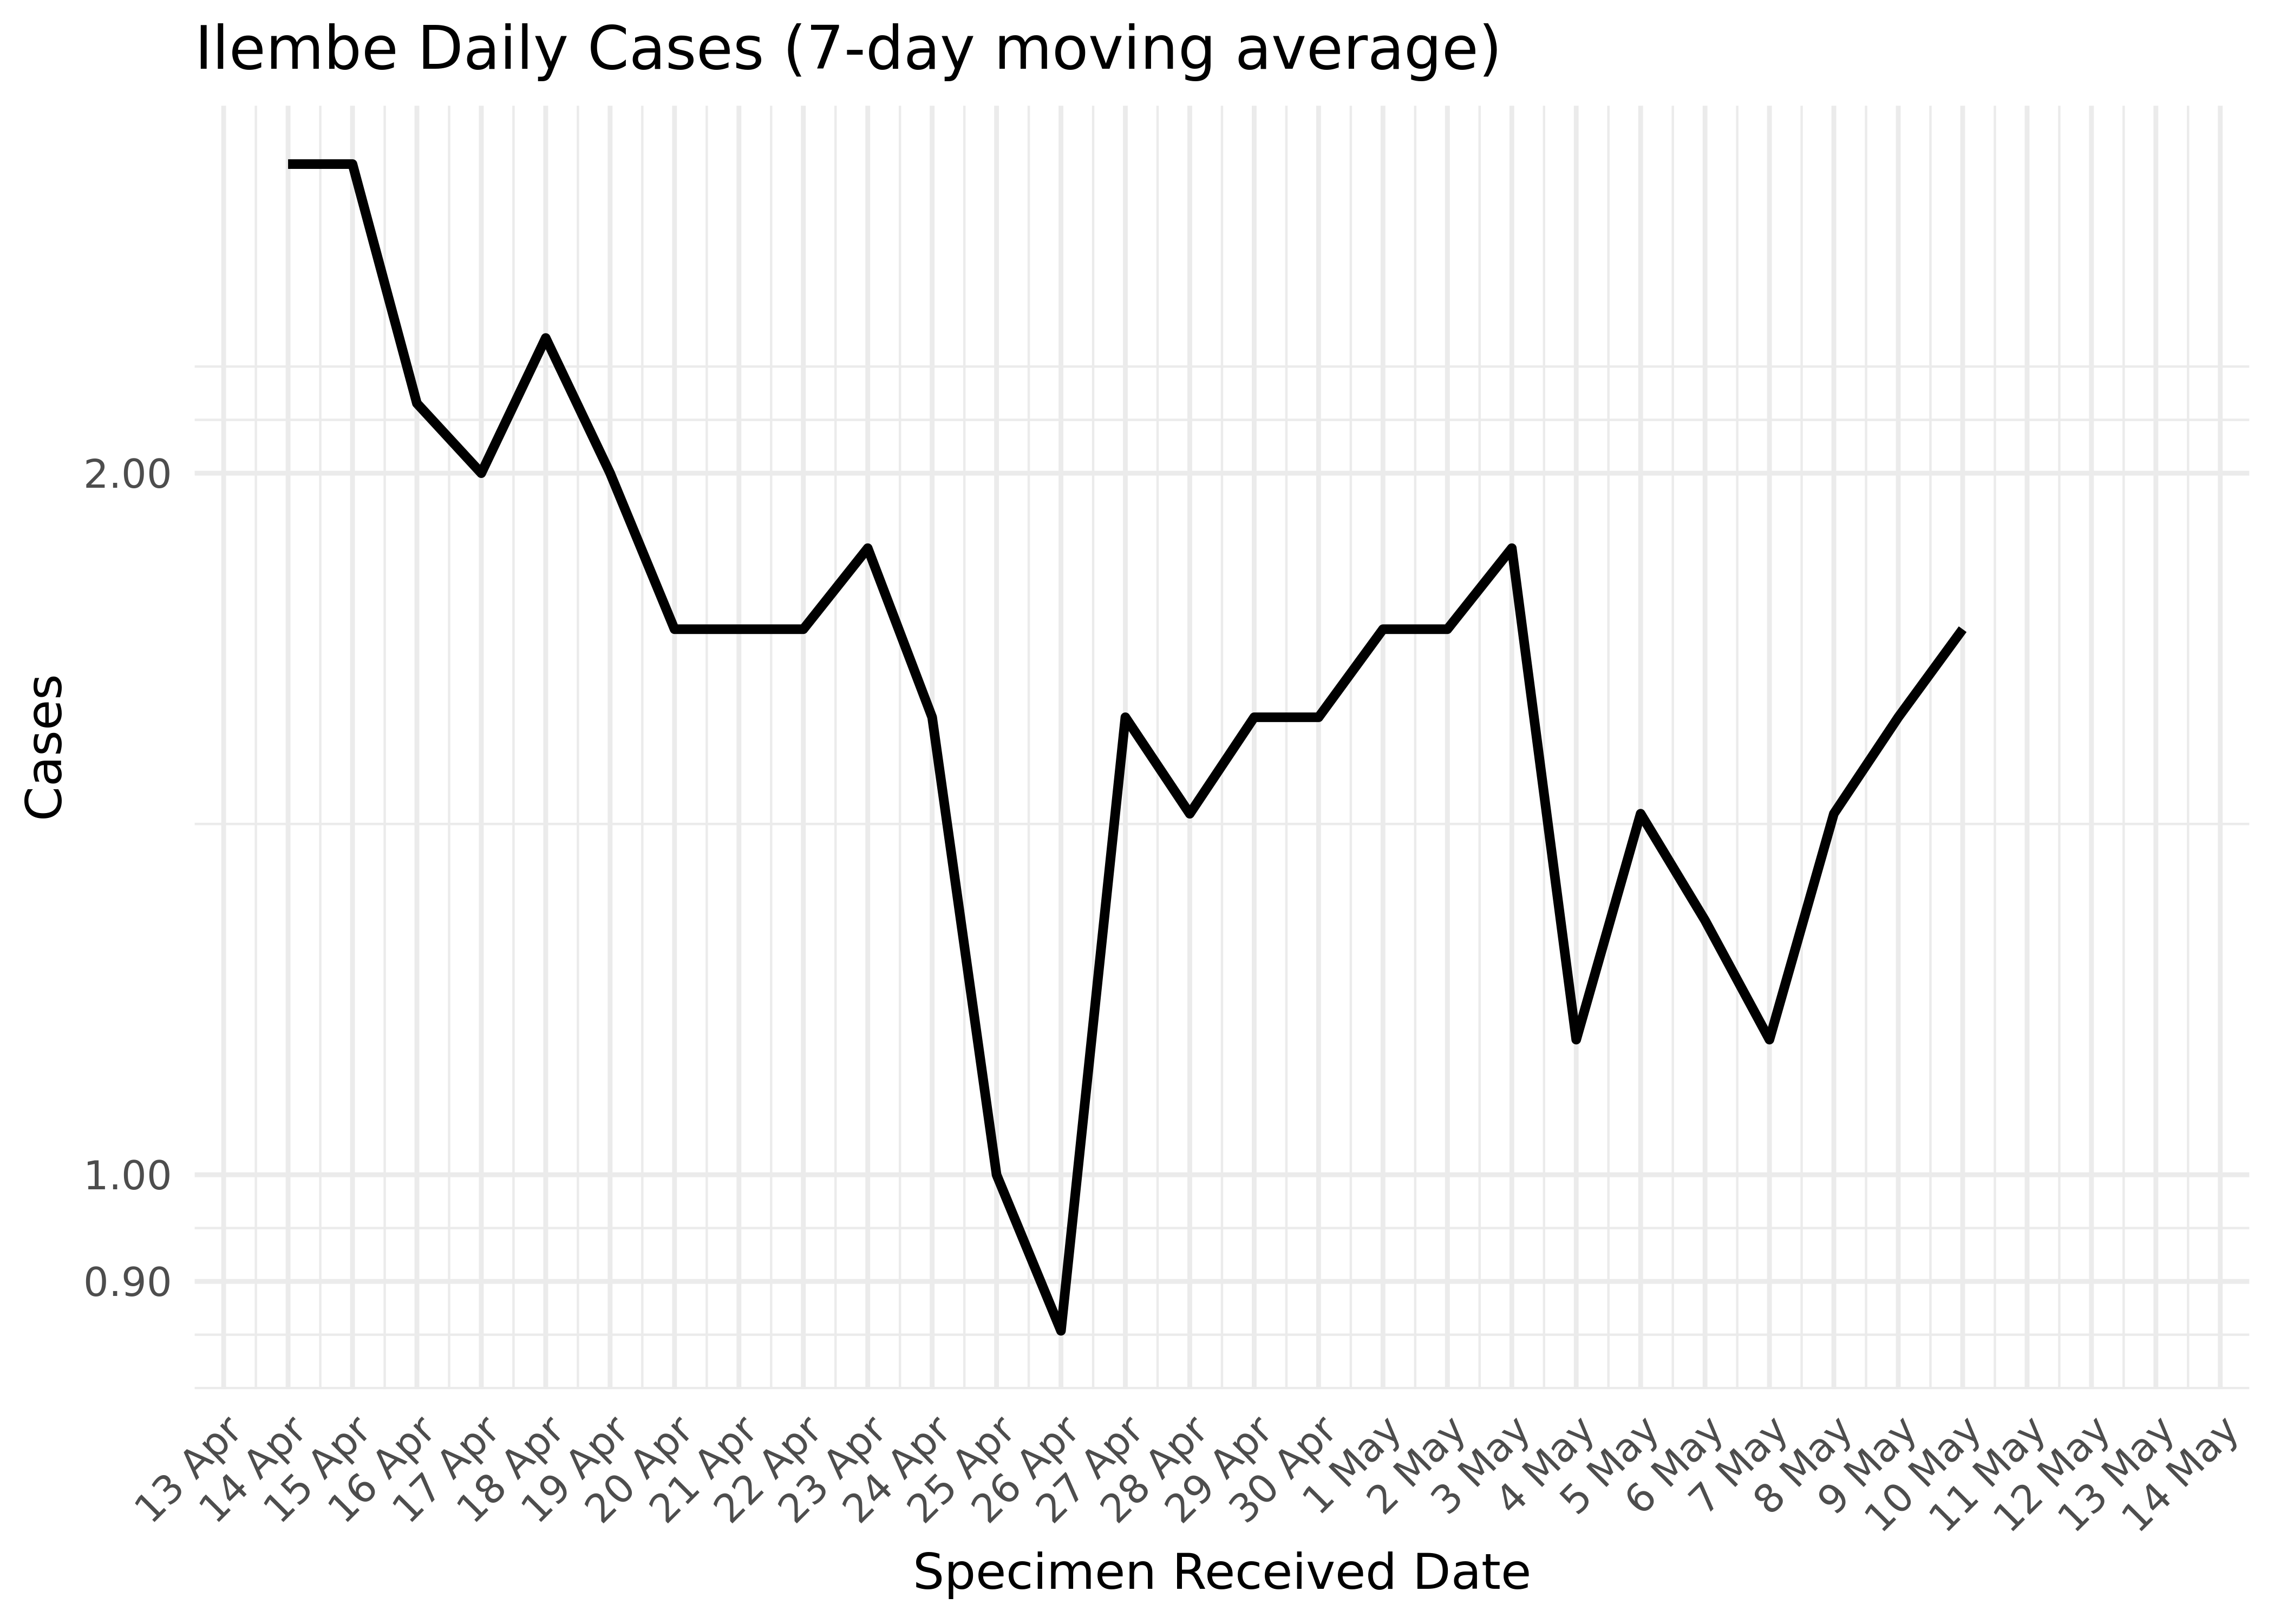 Ilembe Daily Cases (7-day moving average)
2.00
1.00
0.90
Cases
13 Apr
14 Apr
15 Apr
16 Apr
17 Apr
18 Apr
19 Apr
20 Apr
21 Apr
22 Apr
23 Apr
24 Apr
25 Apr
26 Apr
27 Apr
28 Apr
29 Apr
30 Apr
1 May
2 May
3 May
4 May
5 May
6 May
7 May
8 May
9 May
10 May
11 May
12 May
13 May
14 May
Specimen Received Date